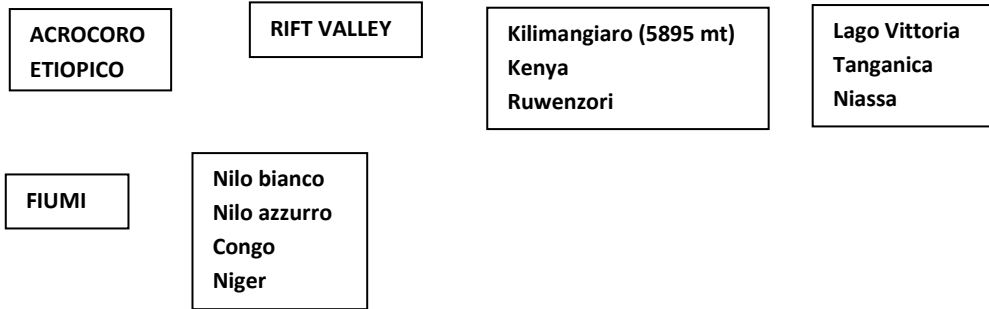 ACROCORO
ETIOPICO
RIFT VALLEY
Kilimangiaro (5895 mt)
Kenya
Ruwenzori
Lago Vittoria
Tanganica
Niassa
FIUMI
Nilo bianco
Nilo azzurro
Congo
Niger